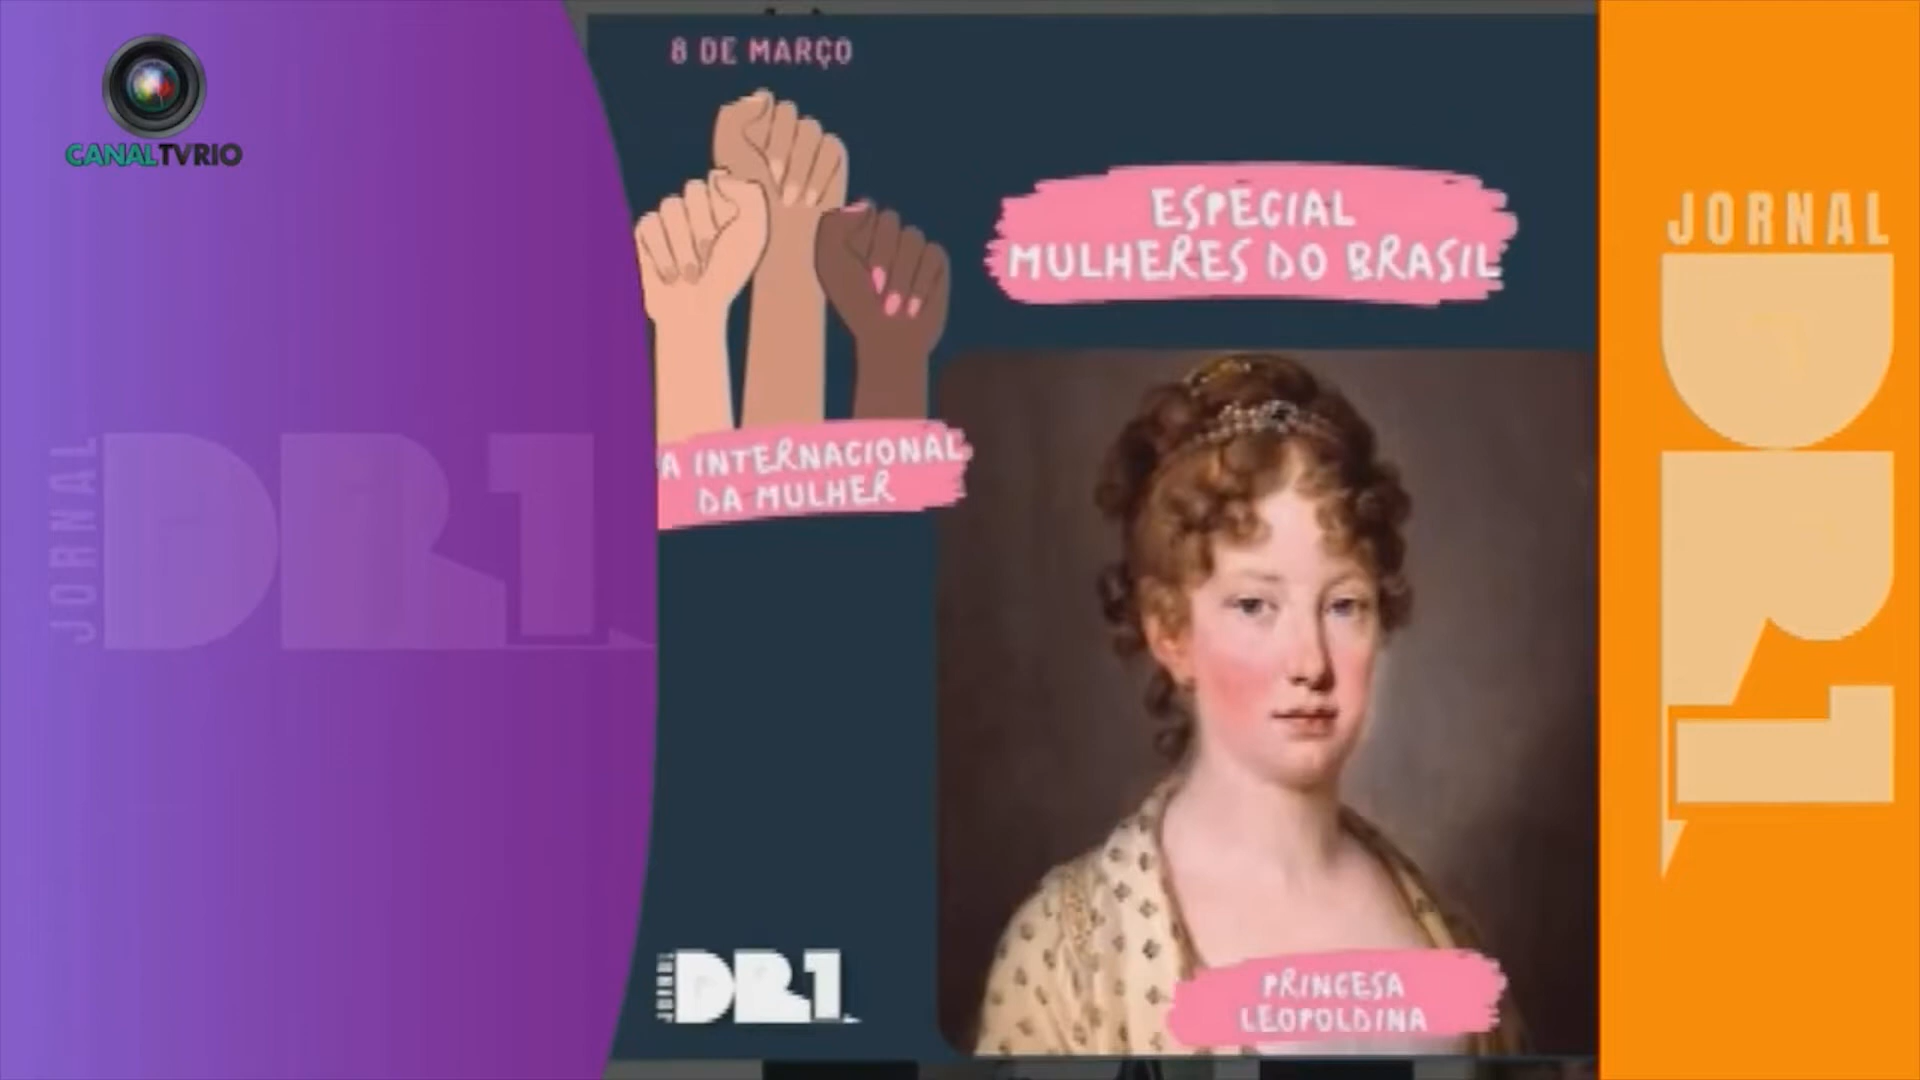 CANALTVRIO
8 DE MARÇO
ESPECIAL
MULHERES DO BRASIL
A INTERNACIONAL
DA MULHER
PRINCESA
LEOPOLDINA
JORNAL
DR1
JORNAL
DR1
JORNAL
DR1